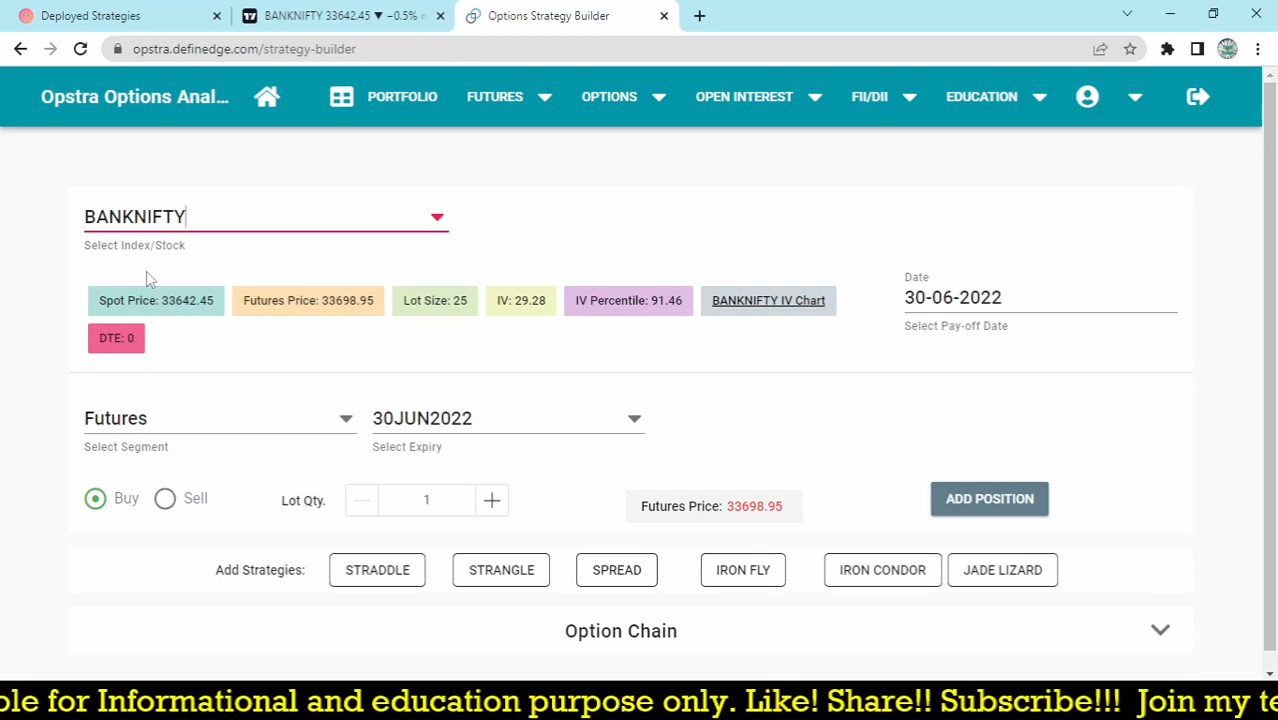 Deployed Strategies
BANKNIFTY 33642.45 ▼ −0.5%
Options Strategy Builder
opstra.definedge.com/strategy-builder
Opstra Options Anal...
PORTFOLIO
FUTURES
OPTIONS
OPEN INTEREST
FII/DII
EDUCATION
BANKNIFTY
Select Index/Stock
Spot Price: 33642.45
Futures Price: 33698.95
Lot Size: 25
IV: 29.28
IV Percentile: 91.46
BANKNIFTY IV Chart
DTE: 0
Date
30-06-2022
Select Pay-off Date
Futures
Select Segment
30JUN2022
Select Expiry
Buy
Sell
Lot Qty.
1
Futures Price: 33698.95
ADD POSITION
Add Strategies:
STRADDLE
STRANGLE
SPREAD
IRON FLY
IRON CONDOR
JADE LIZARD
Option Chain
for Informational and education purpose only. Like! Share!! Subscribe!!! Join my